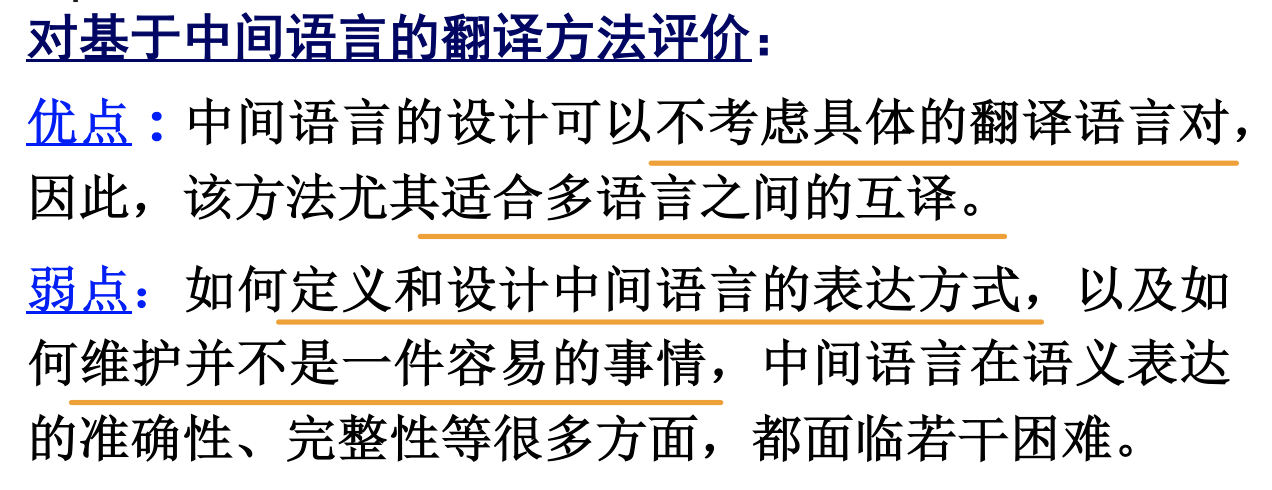 对基于中间语言的翻译方法评价：
优点：中间语言的设计可以不考虑具体的翻译语言对，
因此，该方法尤其适合多语言之间的互译。
弱点：如何定义和设计中间语言的表达方式，以及如
何维护并不是一件容易的事情，中间语言在语义表达
的准确性、完整性等很多方面，都面临若干困难。